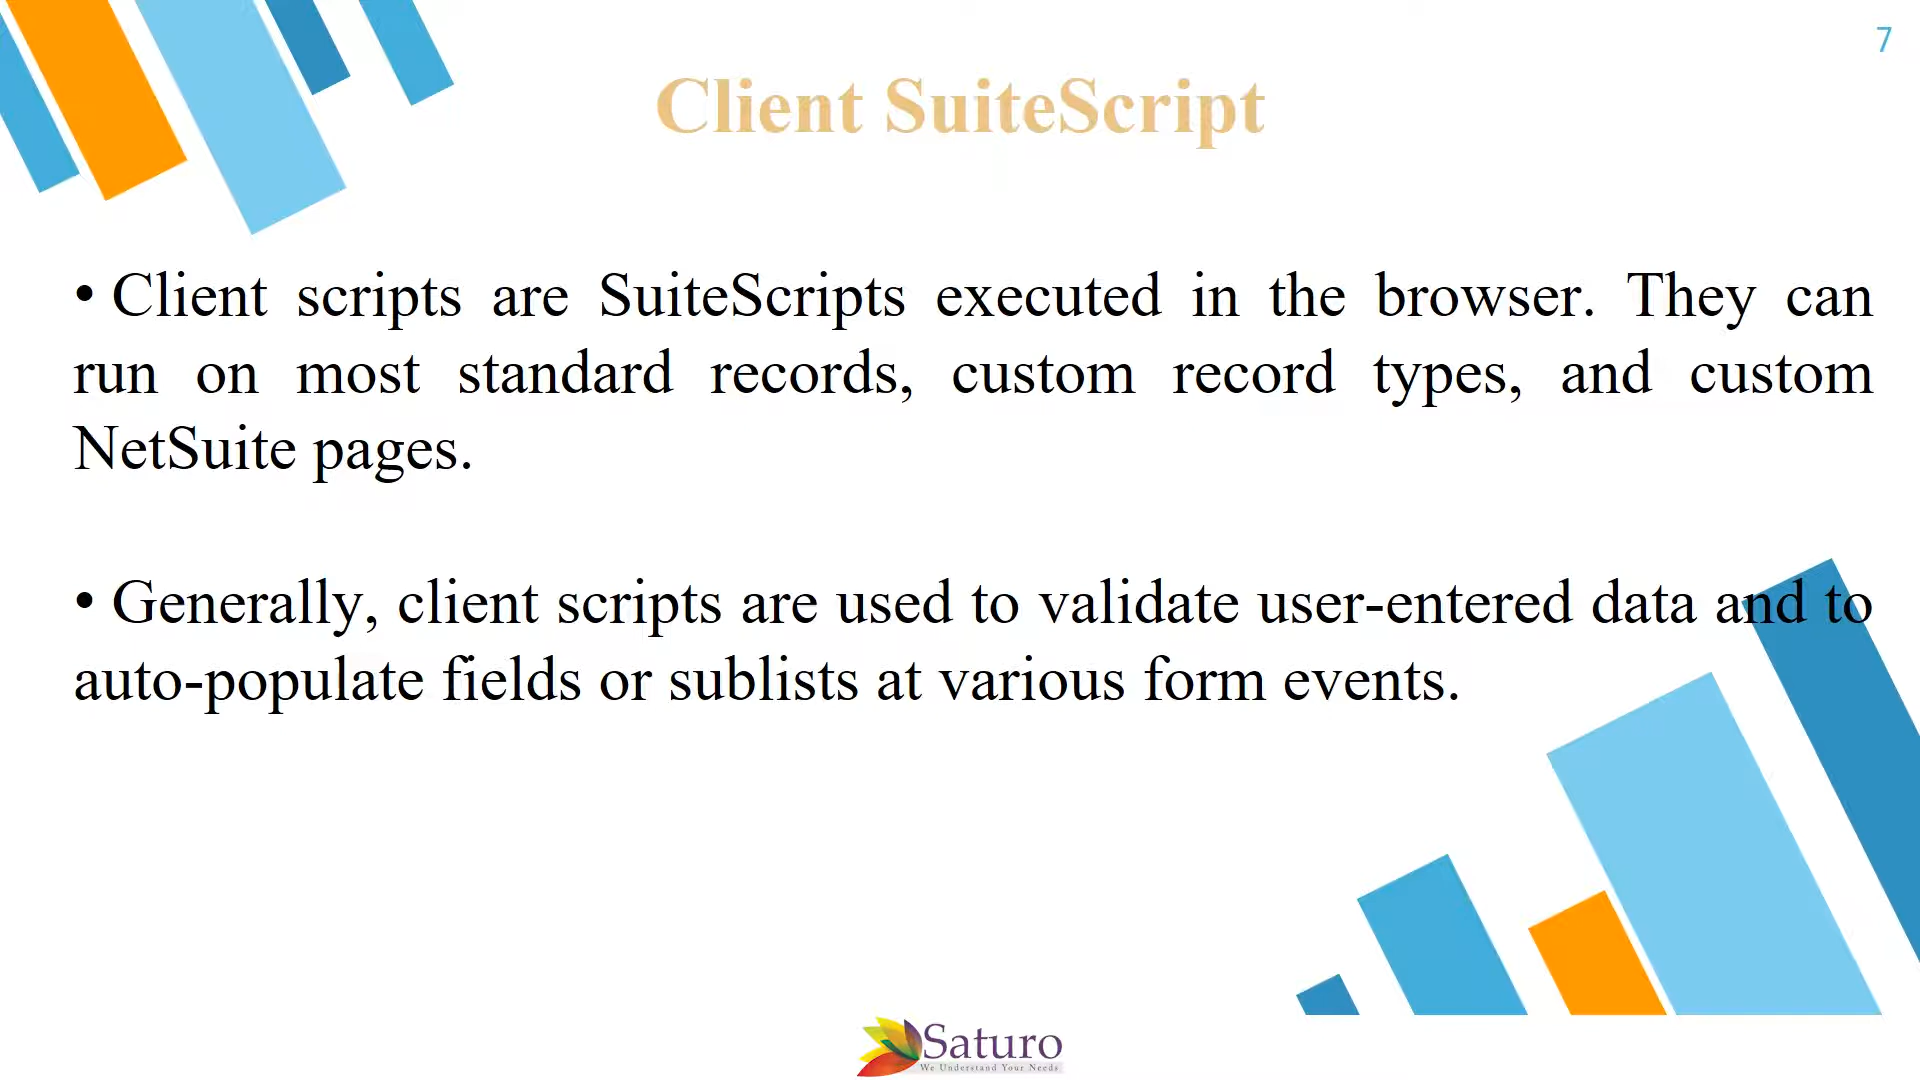 7
Client SuiteScript
• Client scripts are SuiteScripts executed in the browser. They can
run on most standard records, custom record types, and custom
NetSuite pages.
• Generally, client scripts are used to validate user-entered data and to
auto-populate fields or sublists at various form events.
Saturo
We Understand Your Needs